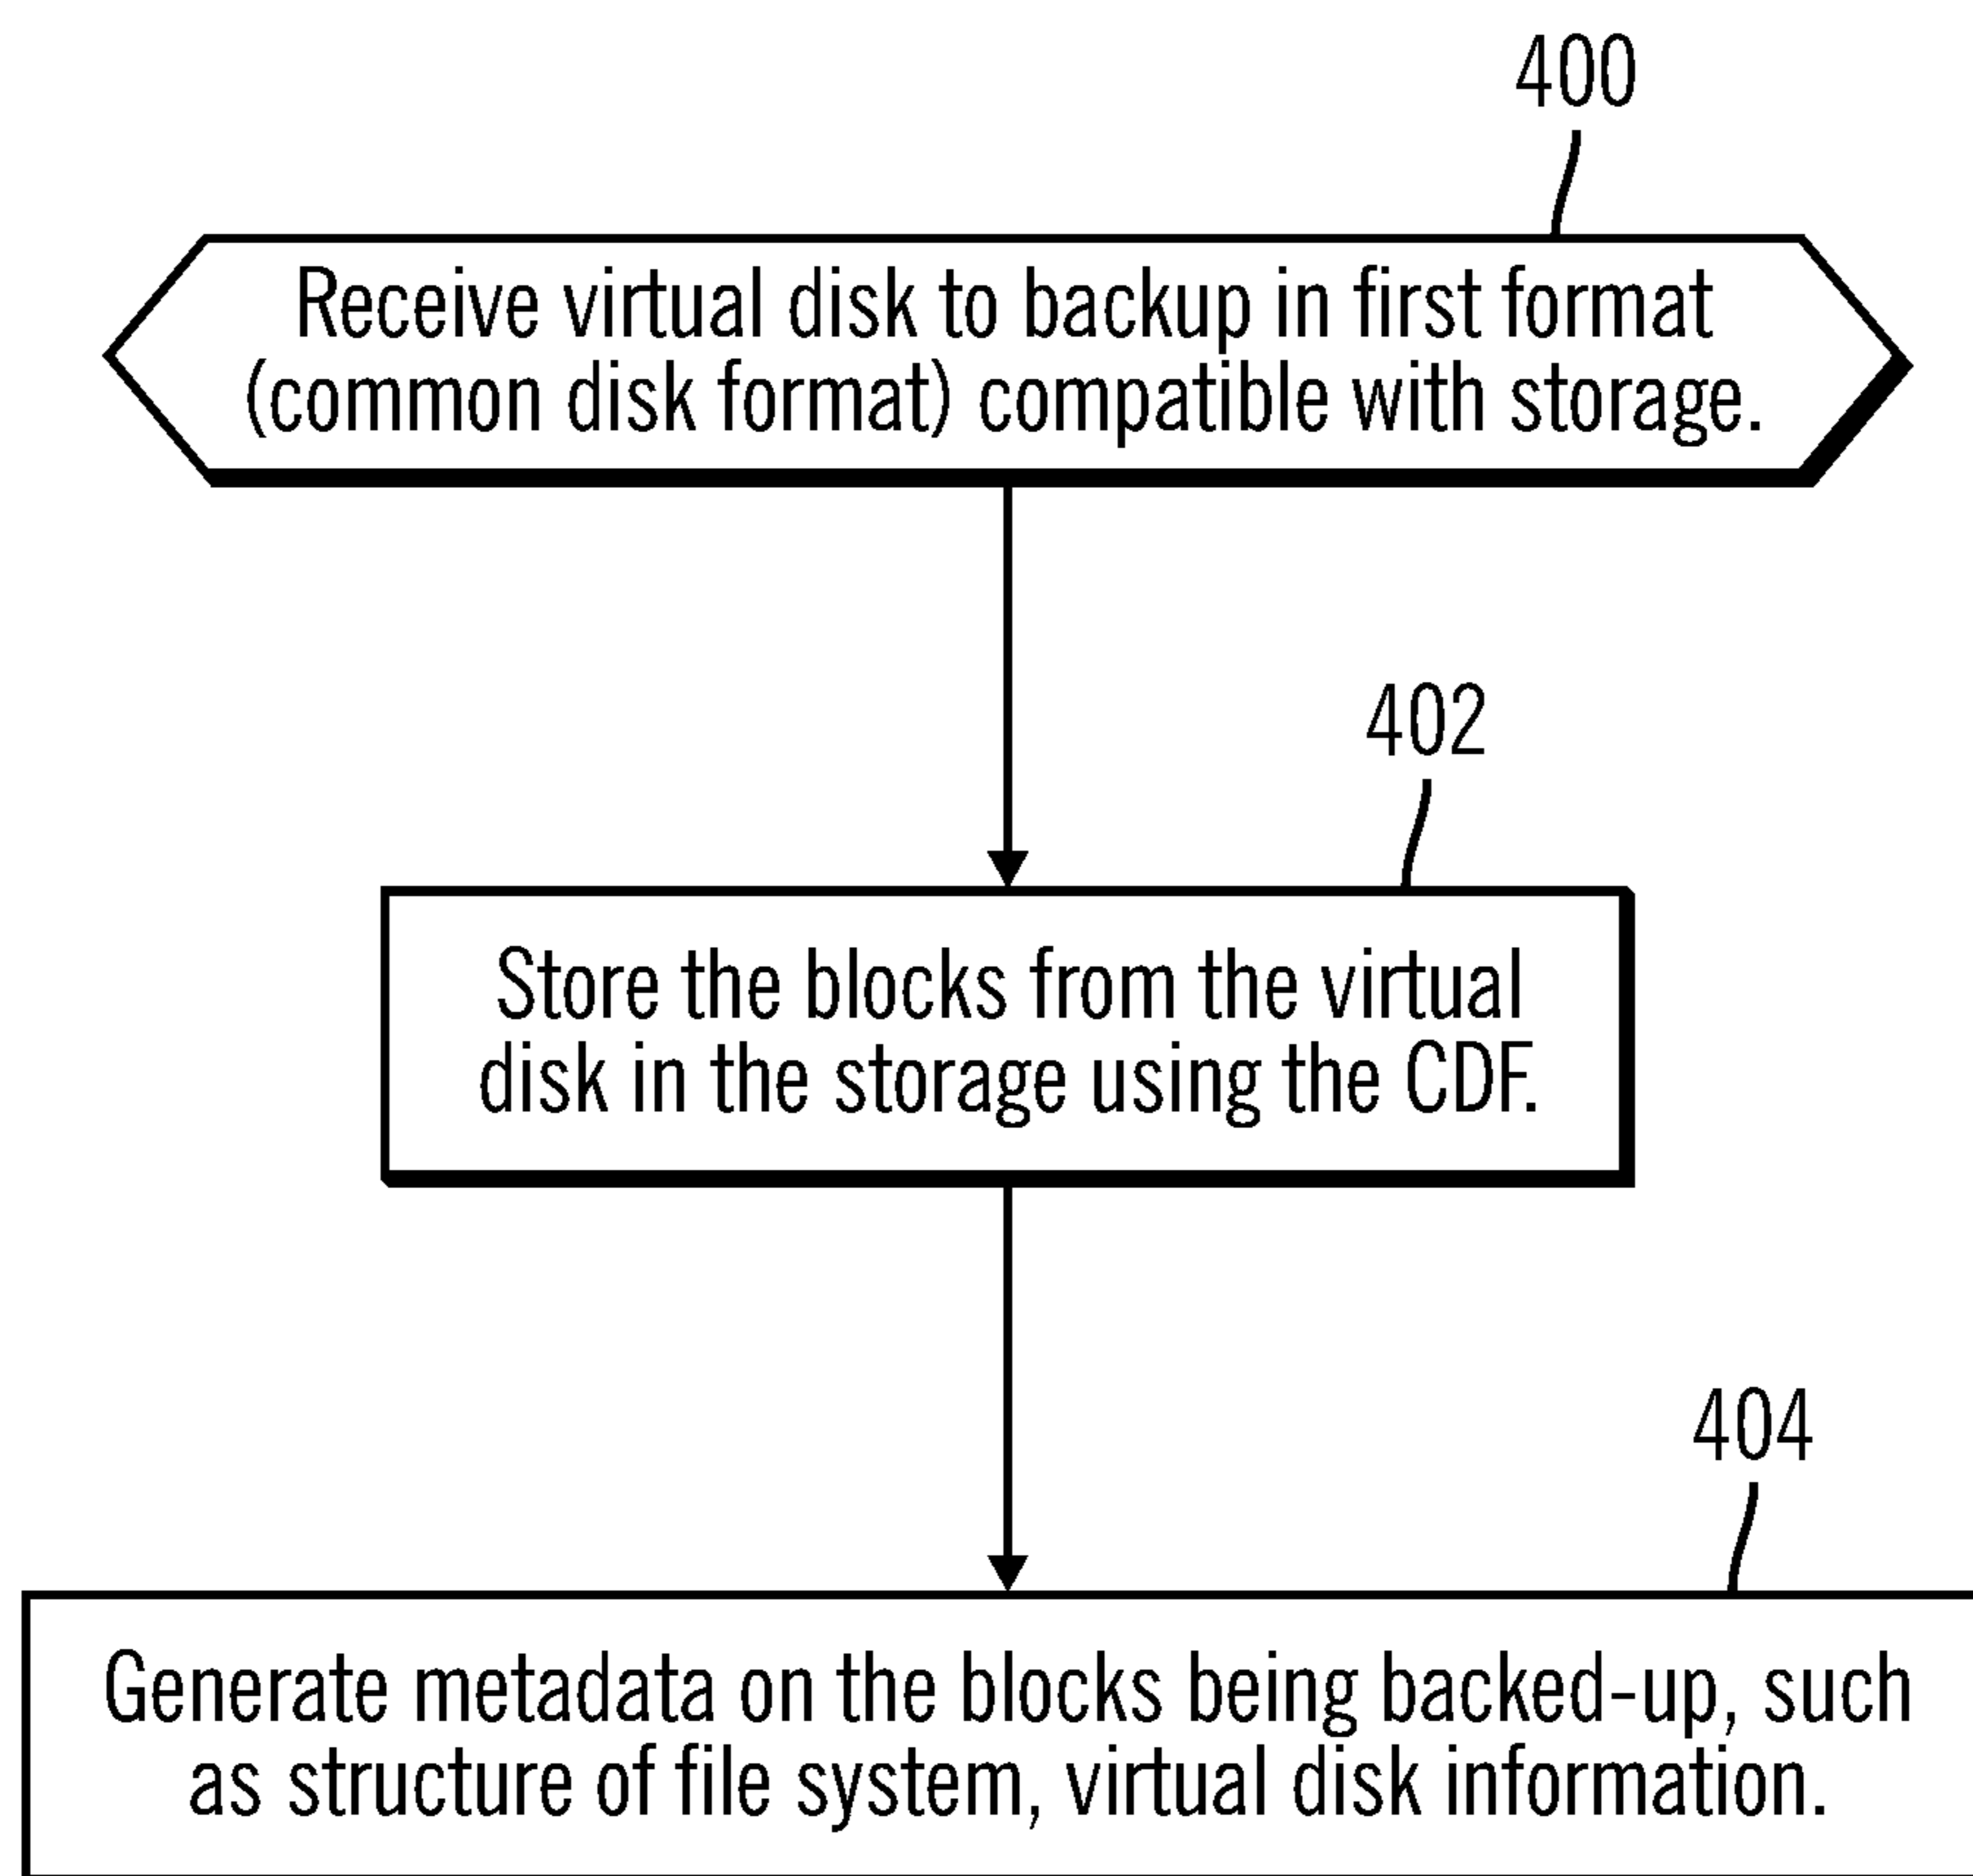 400
Receive virtual disk to backup in first format
(common disk format) compatible with storage.
402
Store the blocks from the virtual
disk in the storage using the CDF.
404
Generate metadata on the blocks being backed-up, such
as structure of file system, virtual disk information.